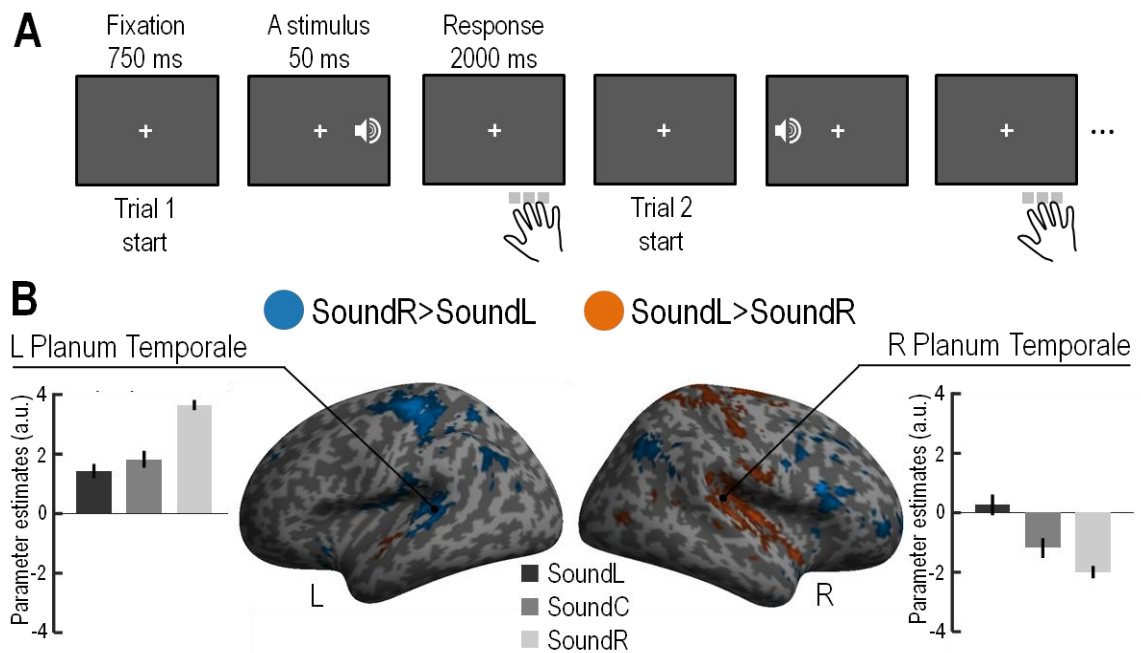 A
Fixation
750 ms
A stimulus
50 ms
Response
2000 ms
...
Trial 1
start
Trial 2
start
B
SoundR>SoundL
SoundL>SoundR
L Planum Temporale
R Planum Temporale
Parameter estimates (a.u.)
4
2
0
-2
-4
L
R
SoundL
SoundC
SoundR
Parameter estimates (a.u.)
4
2
0
-2
-4